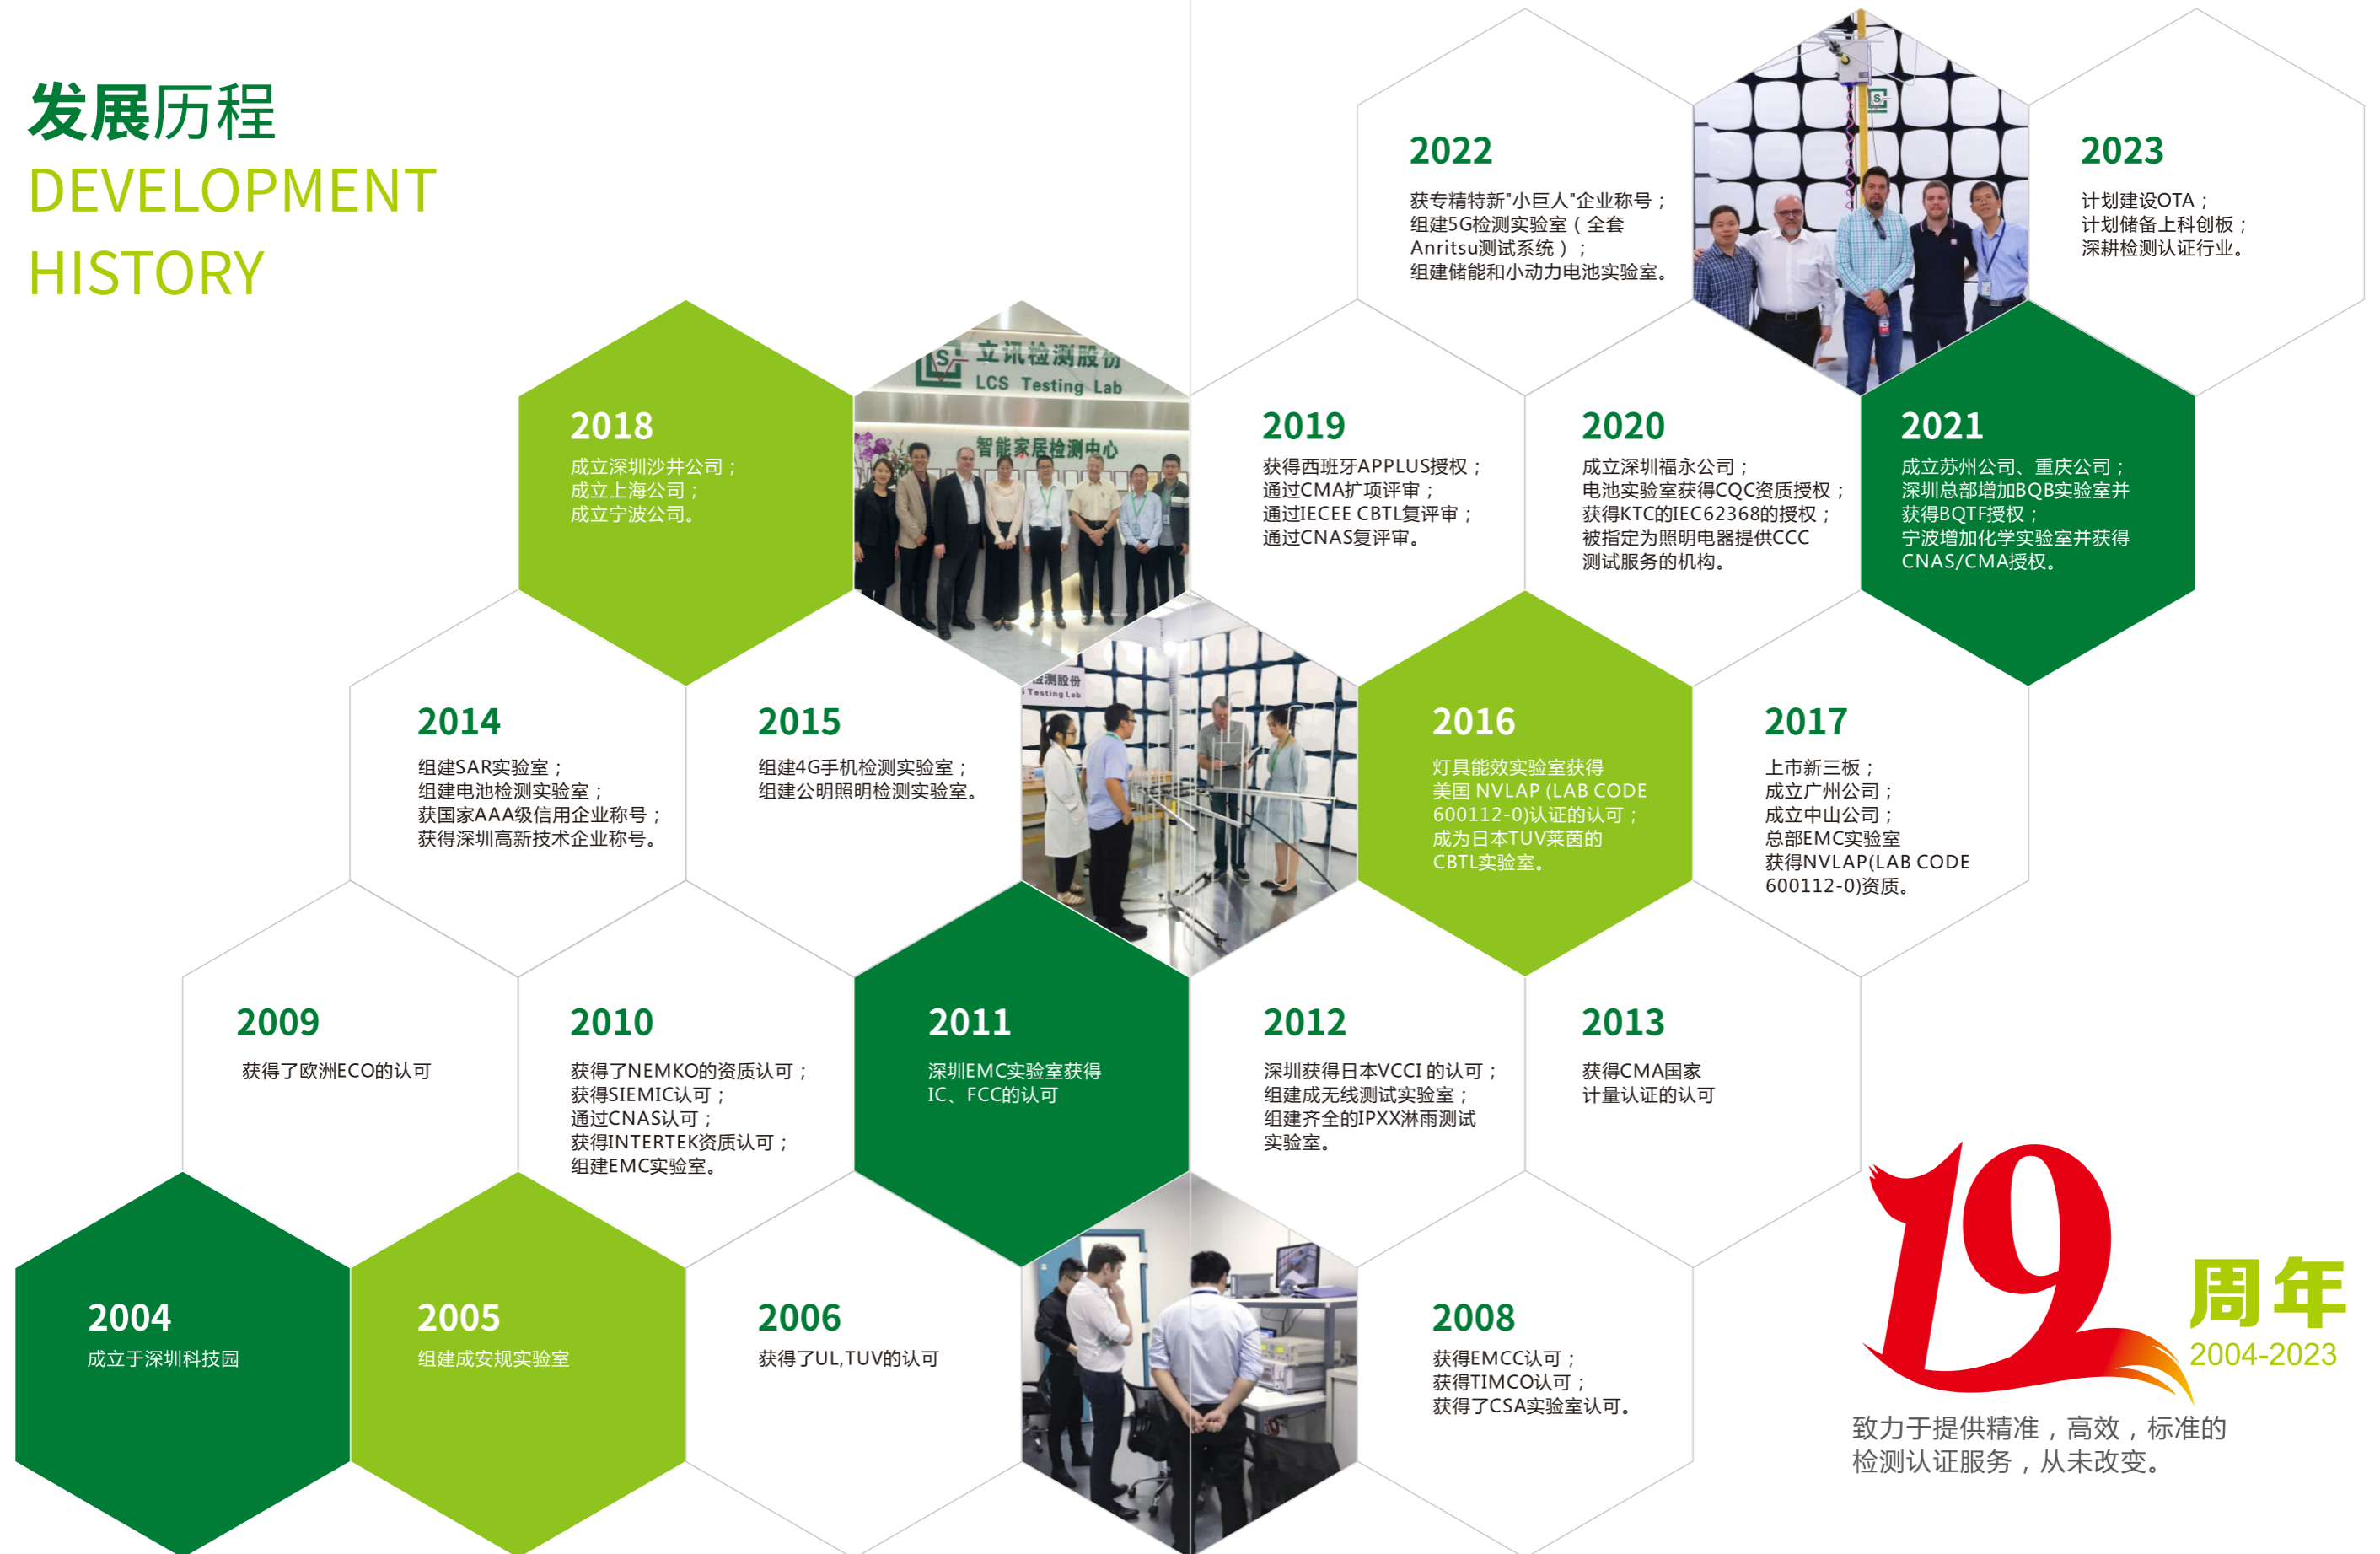 发展历程
DEVELOPMENT
HISTORY
2022
获专精特新"小巨人"企业称号；
组建5G检测实验室（全套
Anritsu测试系统）；
组建储能和小动力电池实验室。
2023
计划建设OTA；
计划储备上科创板；
深耕检测认证行业。
2018
成立深圳沙井公司；
成立上海公司；
成立宁波公司。
立讯检测股份
LCS Testing Lab
智能家居检测中心
2019
获得西班牙APPLUS授权；
通过CMA扩项评审；
通过IECEE CBTL复评审；
通过CNAS复评审。
2020
成立深圳福永公司；
电池实验室获得CQC资质授权；
获得KTC的IEC62368的授权；
被指定为照明电器提供CCC
测试服务的机构。
2021
成立苏州公司、重庆公司；
深圳总部增加BQB实验室并
获得BQTF授权；
宁波增加化学实验室并获得
CNAS/CMA授权。
2014
组建SAR实验室；
组建电池检测实验室；
获国家AAA级信用企业称号；
获得深圳高新技术企业称号。
2015
组建4G手机检测实验室；
组建公明照明检测实验室。
检测股份
S Testing Lab
2016
灯具能效实验室获得
美国 NVLAP (LAB CODE
600112-0)认证的认可；
成为日本TUV莱茵的
CBTL实验室。
2017
上市新三板；
成立广州公司；
成立中山公司；
总部EMC实验室
获得NVLAP(LAB CODE
600112-0)资质。
2009
获得了欧洲ECO的认可
2010
获得了NEMKO的资质认可；
获得SIEMIC认可；
通过CNAS认可；
获得INTERTEK资质认可；
组建EMC实验室。
2011
深圳EMC实验室获得
IC、FCC的认可
2012
深圳获得日本VCCI 的认可；
组建成无线测试实验室；
组建齐全的IPXX淋雨测试
实验室。
2013
获得CMA国家
计量认证的认可
2004
成立于深圳科技园
2005
组建成安规实验室
2006
获得了UL,TUV的认可
2008
获得EMCC认可；
获得TIMCO认可；
获得了CSA实验室认可。
19
周年
2004-2023
致力于提供精准，高效，标准的
检测认证服务，从未改变。